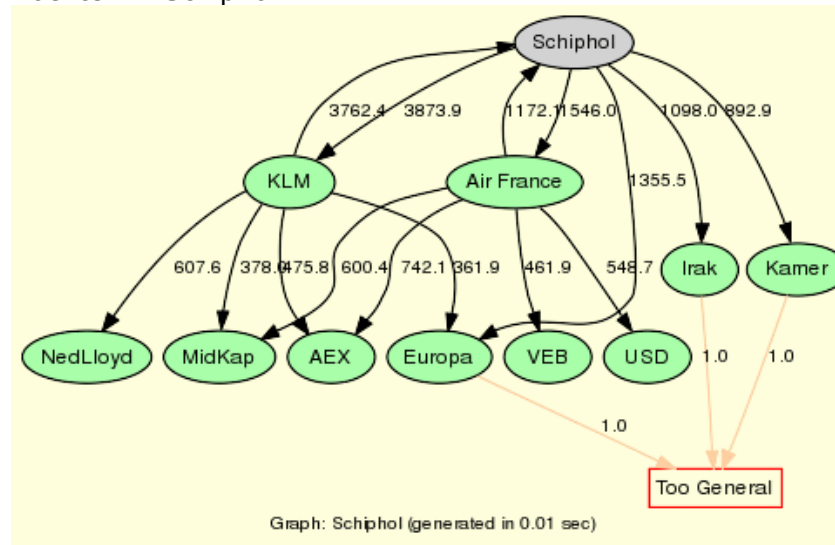 Schiphol
3762.4 3873.9 1172.1 1546.0 1098.0 892.9
KLM Air France 1355.5
607.6 378.0 475.8 600.4 742.1 361.9 461.9 548.7 Irak Kamer
NedLloyd MidKap AEX Europa VEB USD 1.0 1.0
1.0
Too General
Graph: Schiphol (generated in 0.01 sec)